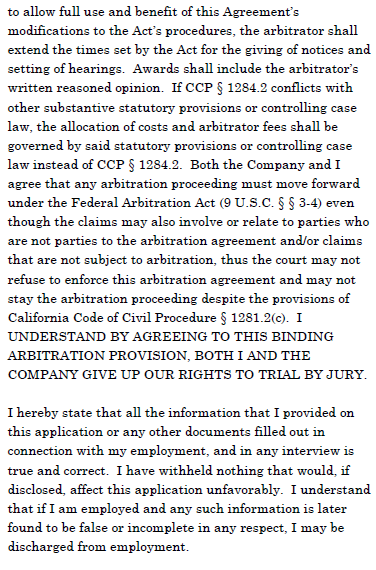 to allow full use and benefit of this Agreement's
modifications to the Act's procedures, the arbitrator shall
extend the times set by the Act for the giving of notices and
setting of hearings.  Awards shall include the arbitrator's
written reasoned opinion.  If CCP § 1284.2 conflicts with
other substantive statutory provisions or controlling case
law, the allocation of costs and arbitrator fees shall be
governed by said statutory provisions or controlling case
law instead of CCP § 1284.2.  Both the Company and I
agree that any arbitration proceeding must move forward
under the Federal Arbitration Act (9 U.S.C. § § 3-4) even
though the claims may also involve or relate to parties who
are not parties to the arbitration agreement and/or claims
that are not subject to arbitration, thus the court may not
refuse to enforce this arbitration agreement and may not
stay the arbitration proceeding despite the provisions of
California Code of Civil Procedure § 1281.2(c).  I
UNDERSTAND BY AGREEING TO THIS BINDING
ARBITRATION PROVISION, BOTH I AND THE
COMPANY GIVE UP OUR RIGHTS TO TRIAL BY JURY.
I hereby state that all the information that I provided on
this application or any other documents filled out in
connection with my employment, and in any interview is
true and correct.  I have withheld nothing that would, if
disclosed, affect this application unfavorably.  I understand
that if I am employed and any such information is later
found to be false or incomplete in any respect, I may be
discharged from employment.